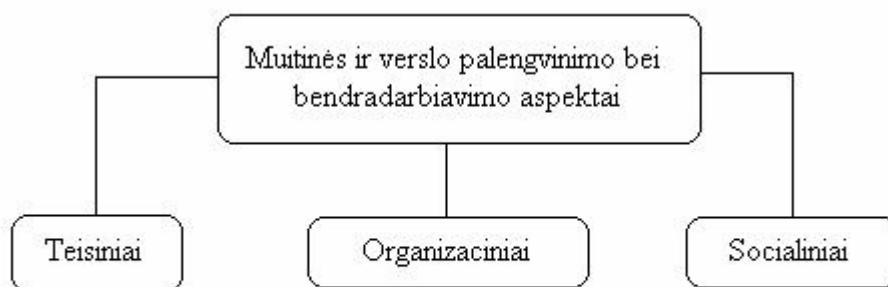 Muitinės ir verslo palengvinimo bei
bendradarbiavimo aspektai
Teisiniai
Organizaciniai
Socialiniai